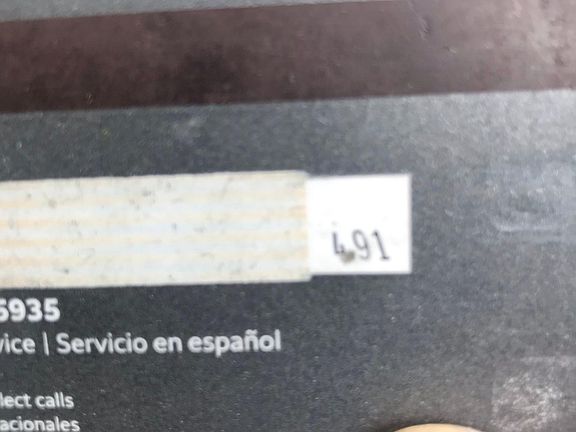 491
5935
vice | Servicio en español
lect calls
acionales